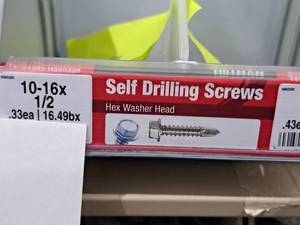 10-16x
1/2
.33ea | 16.49bx
Self Drilling Screws
Hex Washer Head
.43e